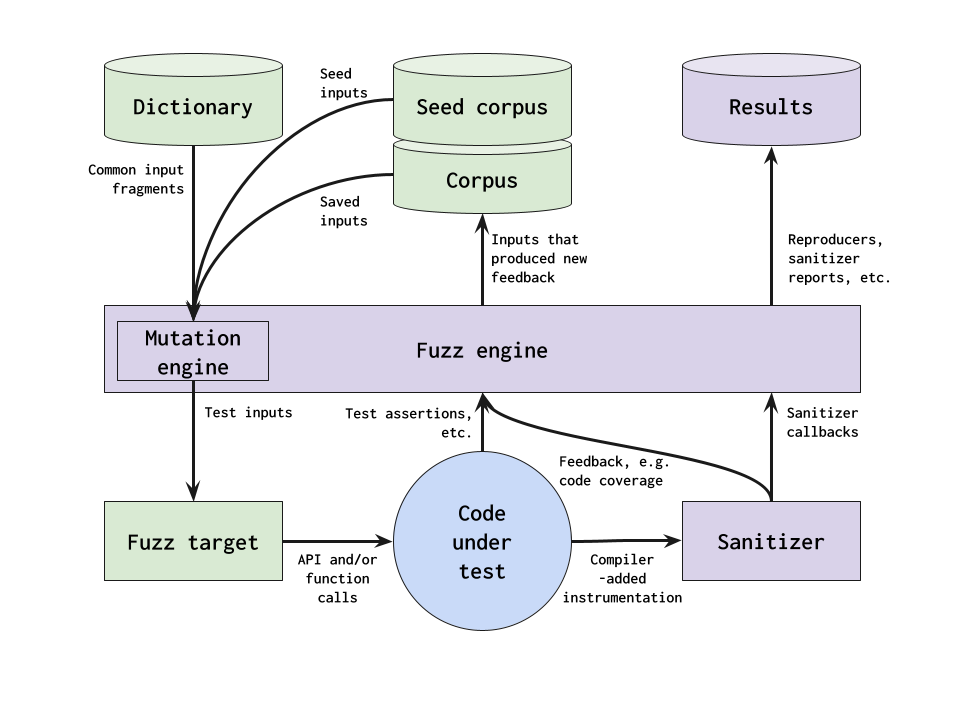 Dictionary
Seed
inputs
Seed corpus
Results
Common input
fragments
Corpus
Saved
inputs
Inputs that
produced new
feedback
Reproducers,
sanitizer
reports, etc.
Mutation
engine
Fuzz engine
Test inputs
Test assertions,
etc.
Sanitizer
callbacks
Feedback, e.g.
code coverage
Fuzz target
API and/or
function
calls
Code
under
test
Compiler
-added
instrumentation
Sanitizer